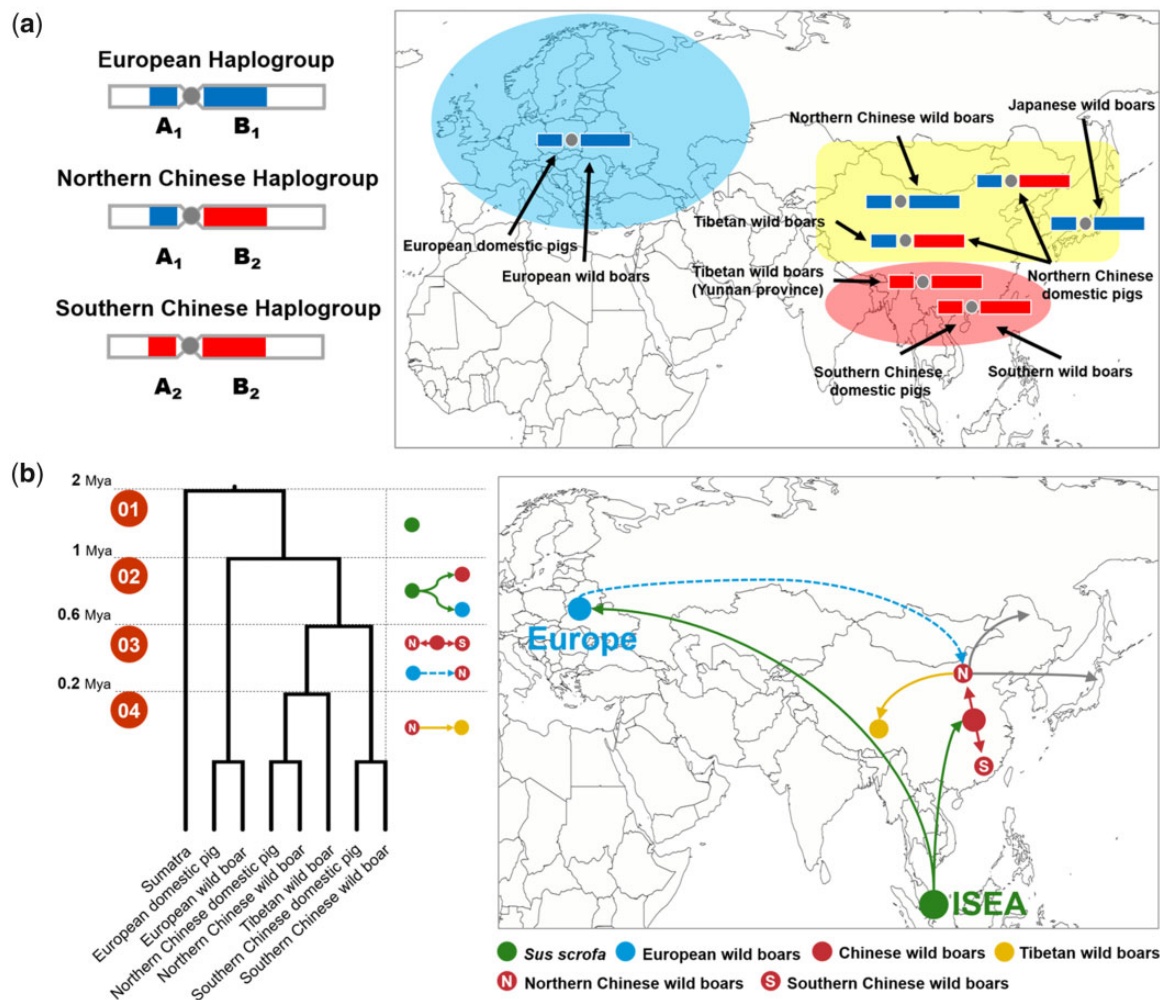 (a)
European Haplogroup
A1 B1
Northern Chinese Haplogroup
A1 B2
Southern Chinese Haplogroup
A2 B2
Japanese wild boars
Northern Chinese wild boars
Tibetan wild boars
European domestic pigs
European wild boars
Tibetan wild boars
(Yunnan province)
Northern Chinese
domestic pigs
Southern Chinese
domestic pigs
Southern wild boars
(b)
2 Mya
01
1 Mya
02
0.6 Mya
03
N S
N
0.2 Mya
04
N
Sumatra
European domestic pig
European wild boar
Northern Chinese domestic pig
Northern Chinese wild boar
Tibetan wild boar
Southern Chinese domestic pig
Southern Chinese wild boar
Europe
N
S
ISEA
Sus scrofa European wild boars Chinese wild boars Tibetan wild boars
N Northern Chinese wild boars S Southern Chinese wild boars